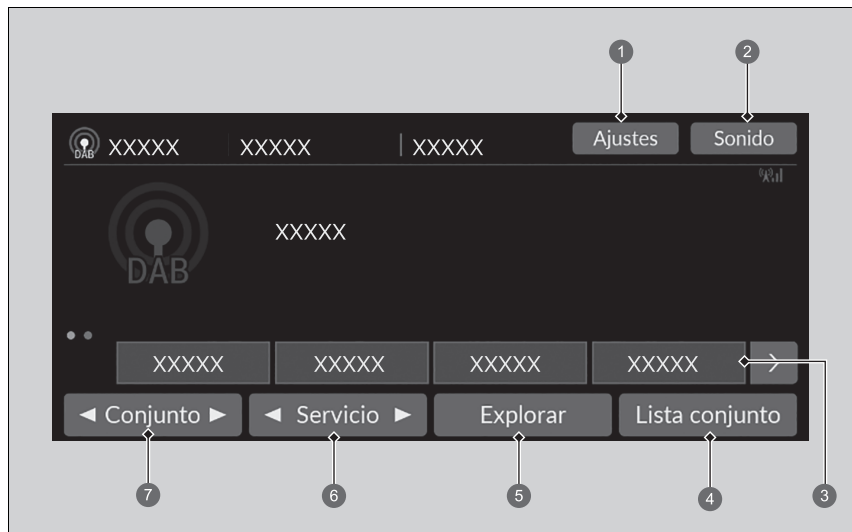 1 2
DAB XXXXX XXXXX XXXXX Ajustes Sonido
DAB XXXXX
XXXXX XXXXX XXXXX XXXXX
Conjunto Servicio Explorar Lista conjunto
7 6 5 4 3